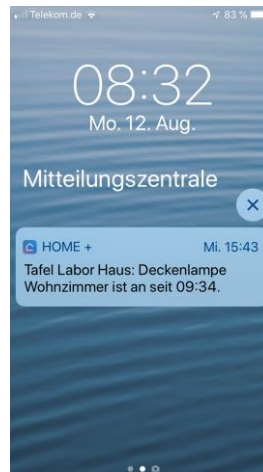 Telekom.de 83 %
08:32
Mo. 12. Aug.
Mitteilungszentrale
HOME + Mi. 15:43
Tafel Labor Haus: Deckenlampe
Wohnzimmer ist an seit 09:34.